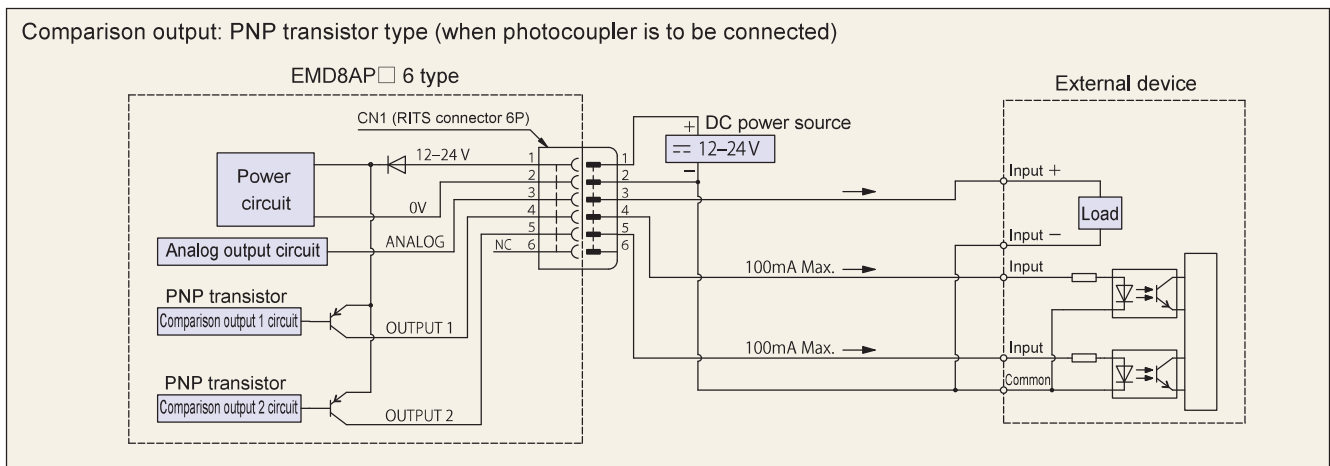 Comparison output: PNP transistor type (when photocoupler is to be connected)
EMD8AP□ 6 type
External device
CN1 (RITS connector 6P)
DC power source
+
12–24 V
−
Power
circuit
12–24 V
0V
Analog output circuit
ANALOG
NC
1
2
3
4
5
6
1
2
3
4
5
6
PNP transistor
Comparison output 1 circuit
OUTPUT 1
PNP transistor
Comparison output 2 circuit
OUTPUT 2
100mA Max.
100mA Max.
Input +
Load
Input −
Input
Input
Common